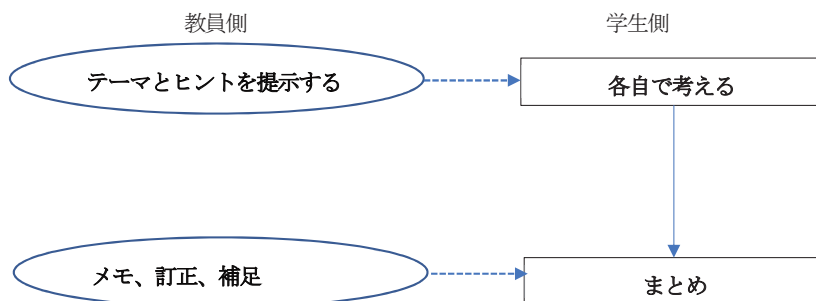 教員側
学生側
テーマとヒントを提示する
各自で考える
メモ、訂正、補足
まとめ